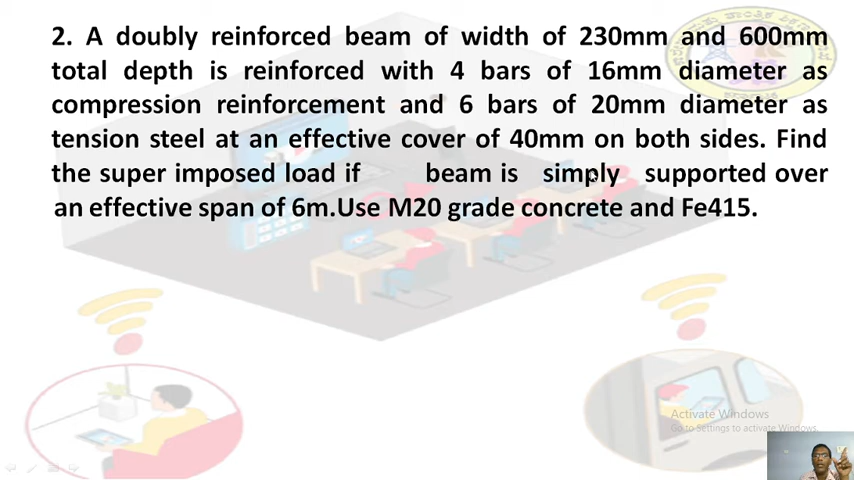 2. A doubly reinforced beam of width of 230mm and 600mm
total depth is reinforced with 4 bars of 16mm diameter as
compression reinforcement and 6 bars of 20mm diameter as
tension steel at an effective cover of 40mm on both sides. Find
the super imposed load if beam is simply supported over
an effective span of 6m.Use M20 grade concrete and Fe415.
Activate Windows
Go to Settings to activate Windows.